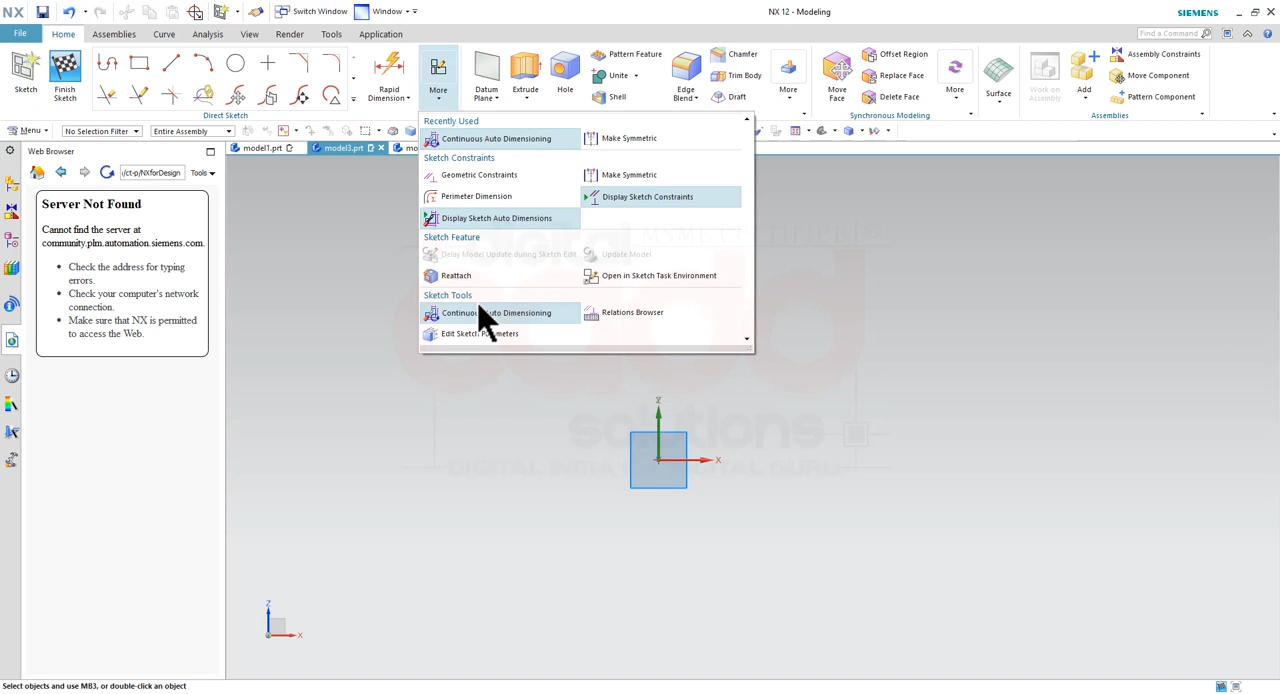 NX
Switch Window
Window
NX 12 - Modeling
SIEMENS
File
Home
Assemblies
Curve
Analysis
View
Render
Tools
Application
Find a Command
Sketch
Finish Sketch
Rapid Dimension
More
Datum Plane
Extrude
Hole
Pattern Feature
Unite
Shell
Edge Blend
Chamfer
Trim Body
Draft
More
Move Face
Offset Region
Replace Face
Delete Face
More
Surface
Work on Assembly
Add
Assembly Constraints
Move Component
Pattern Component
Direct Sketch
Synchronous Modeling
Assemblies
Menu
No Selection Filter
Entire Assembly
Web Browser
model1.prt
model3.prt
mo
/ct-p/NXforDesign
Tools
Server Not Found
Cannot find the server at
community.plm.automation.siemens.com.
Check the address for typing
errors.
Check your computer's network
connection.
Make sure that NX is permitted
to access the Web.
Recently Used
Continuous Auto Dimensioning
Make Symmetric
Sketch Constraints
Geometric Constraints
Make Symmetric
Perimeter Dimension
Display Sketch Constraints
Display Sketch Auto Dimensions
Sketch Feature
Delay Model Update during Sketch Edit
Update Model
Reattach
Open in Sketch Task Environment
Sketch Tools
Continuous Auto Dimensioning
Relations Browser
Edit Sketch Parameters
digital
cadd
solutions
X
Z
X
Select objects and use MB3, or double-click an object